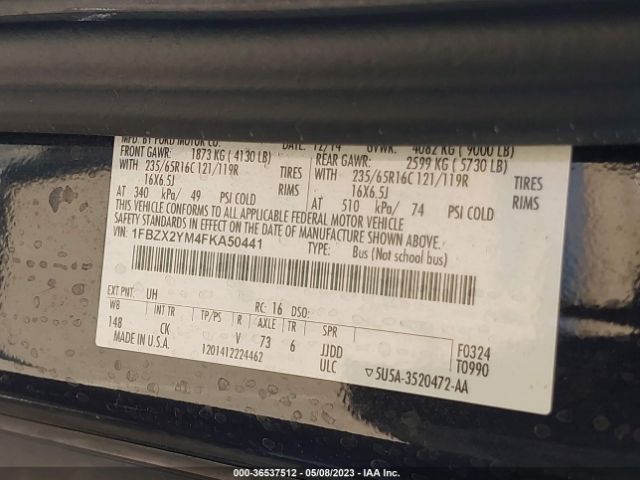 MFD. BY FORD MOTOR CO. DATE: 12/14 GVWR: 4082 KG ( 9000 LB)
FRONT GAWR: 1873 KG ( 4130 LB) REAR GAWR: 2599 KG ( 5730 LB)
WITH 235/65R16C 121/119R TIRES WITH 235/65R16C 121/119R TIRES
16X6.5J RIMS 16X6.5J RIMS
AT 340 kPa/ 49 PSI COLD AT 510 kPa/ 74 PSI COLD
THIS VEHICLE CONFORMS TO ALL APPLICABLE FEDERAL MOTOR VEHICLE
SAFETY STANDARDS IN EFFECT ON THE DATE OF MANUFACTURE SHOWN ABOVE.
VIN: 1FBZX2YM4FKA50441
TYPE: Bus (Not school bus)
EXT PNT: UH RC: 16 DSO:
WB INT TR TP/PS R AXLE TR SPR
148 CK V 73 6 JJDD F0324
MADE IN U.S.A. 1201412224462 ULC T0990
▽5U5A-3520472-AA
000-36537512 - 05/08/2023 - IAA Inc.